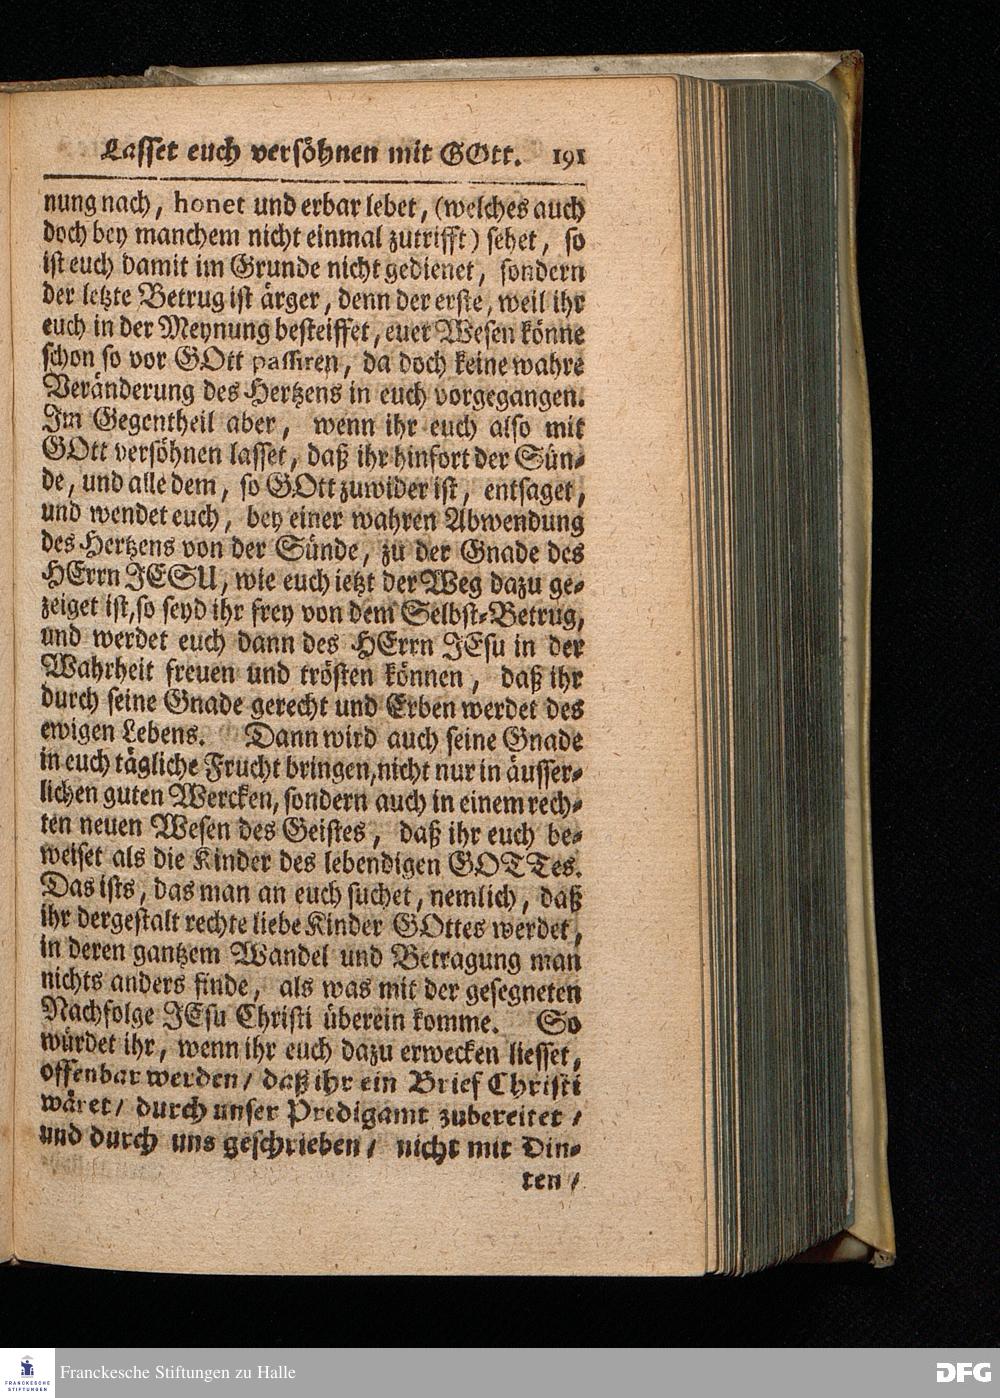 Lasset euch versöhnen mit GOtt. 191
nung nach, honet und erbar lebet, (welches auch
doch bey manchem nicht einmal zutrifft) sehet, so
ist euch damit im Grunde nicht gedienet, sondern
der letzte Betrug ist ärger, denn der erste, weil ihr
euch in der Meynung besteiffet, euer Wesen könne
schon so vor GOtt passiren, da doch keine wahre
Veränderung des Hertzens in euch vorgegangen.
Im Gegentheil aber, wenn ihr euch also mit
GOtt versöhnen lasset, daß ihr hinfort der Sün-
de, und alle dem, so GOtt zuwider ist, entsaget,
und wendet euch, bey einer wahren Abwendung
des Hertzens von der Sünde, zu der Gnade des
HErrn JESU, wie euch ietzt der Weg dazu ge-
zeiget ist, so seyd ihr frey von dem Selbst-Betrug,
und werdet euch dann des HErrn JEsu in der
Wahrheit freuen und trösten können, daß ihr
durch seine Gnade gerecht und Erben werdet des
ewigen Lebens. Dann wird auch seine Gnade
in euch tägliche Frucht bringen, nicht nur in äusser-
lichen guten Wercken, sondern auch in einem rech-
ten neuen Wesen des Geistes, daß ihr euch be-
weiset als die Kinder des lebendigen GOTTes.
Das ists, das man an euch suchet, nemlich, daß
ihr dergestalt rechte liebe Kinder GOttes werdet,
in deren gantzem Wandel und Betragung man
nichts anders finde, als was mit der gesegneten
Nachfolge JEsu Christi überein komme. So
würdet ihr, wenn ihr euch dazu erwecken liesset,
offenbar werden / daß ihr ein Brief Christi
wäret / durch unser Predigamt zubereitet /
und durch uns geschrieben / nicht mit Din-
ten /
FRANCKESCHE
STIFTUNGEN
Franckesche Stiftungen zu Halle
DFG